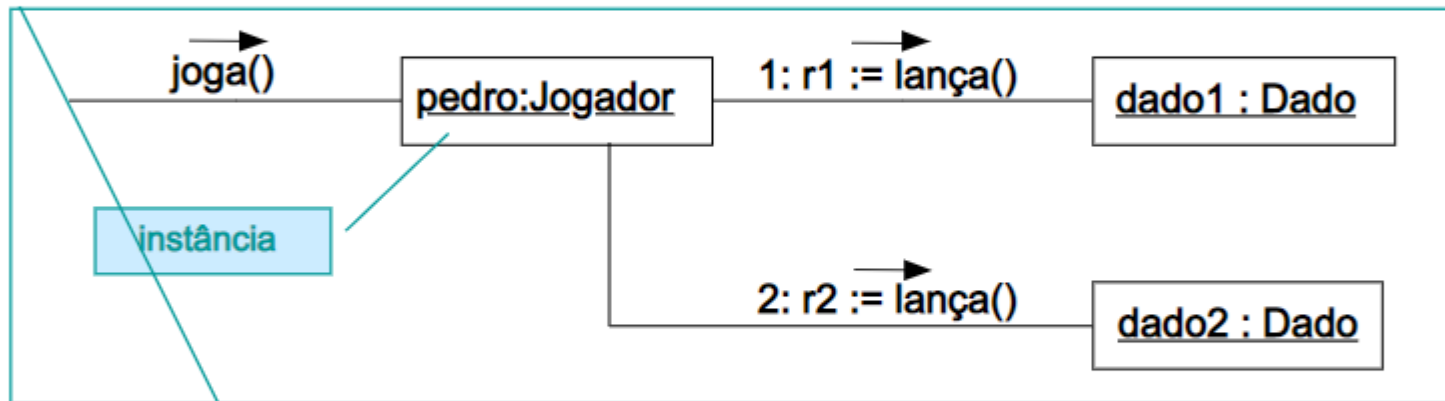 joga()
pedro:Jogador
1: r1 := lança()
dado1 : Dado
instância
2: r2 := lança()
dado2 : Dado